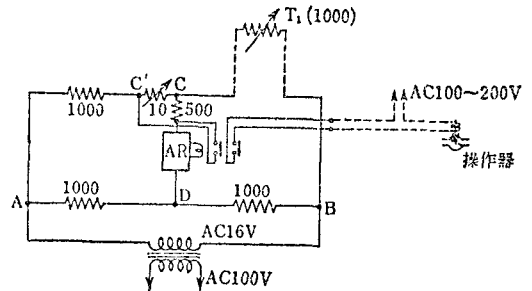 T₁(1000)
C' C
1000 10 500
AC100〜200V
AR
操作器
1000 1000
A D B
AC16V
AC100V